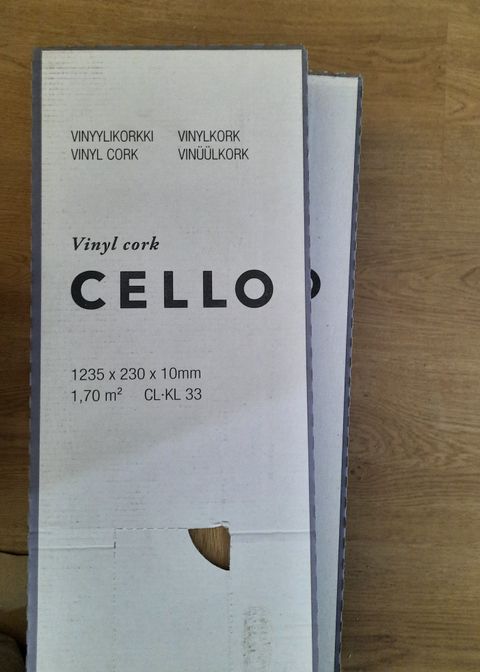 VINYYLIKORKKI VINYLKORK
VINYL CORK VINÜÜLKORK
Vinyl cork
CELLO
1235 x 230 x 10mm
1,70 m² CL-KL 33